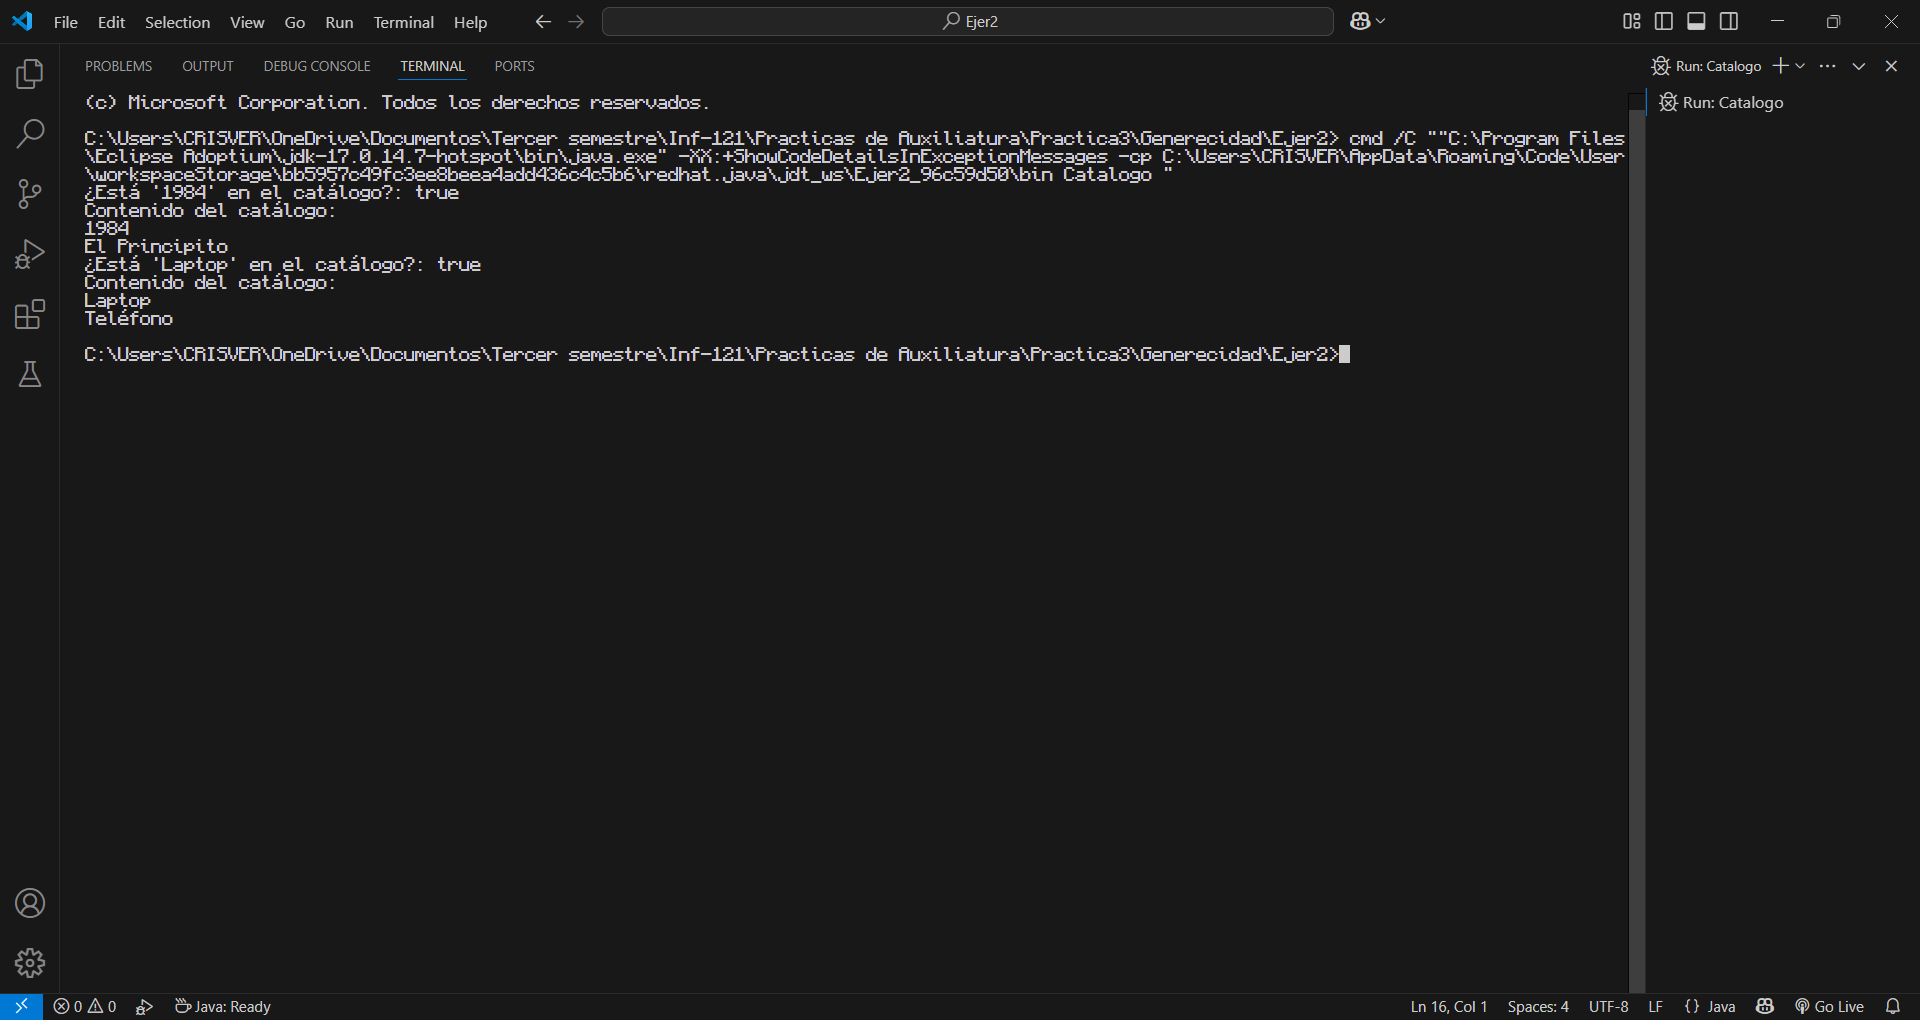 File Edit Selection View Go Run Terminal Help Ejer2
PROBLEMS OUTPUT DEBUG CONSOLE TERMINAL PORTS Run: Catalogo
Run: Catalogo
(c) Microsoft Corporation. Todos los derechos reservados.
C:\Users\CRISVER\OneDrive\Documentos\Tercer semestre\Inf-121\Practicas de Auxiliatura\Practica3\Generecidad\Ejer2> cmd /C ""C:\Program Files
\Eclipse Adoptium\jdk-17.0.14.7-hotspot\bin\java.exe" -XX:+ShowCodeDetailsInExceptionMessages -cp C:\Users\CRISVER\AppData\Roaming\Code\User
\workspaceStorage\bb5957c49fc3ee8beea4add436c4c5b6\redhat.java\jdt_ws\Ejer2_96c59d50\bin Catalogo "
¿Está '1984' en el catálogo?: true
Contenido del catálogo:
1984
El Principito
¿Está 'Laptop' en el catálogo?: true
Contenido del catálogo:
Laptop
Teléfono
C:\Users\CRISVER\OneDrive\Documentos\Tercer semestre\Inf-121\Practicas de Auxiliatura\Practica3\Generecidad\Ejer2>
0 0 Java: Ready Ln 16, Col 1 Spaces: 4 UTF-8 LF {} Java Go Live